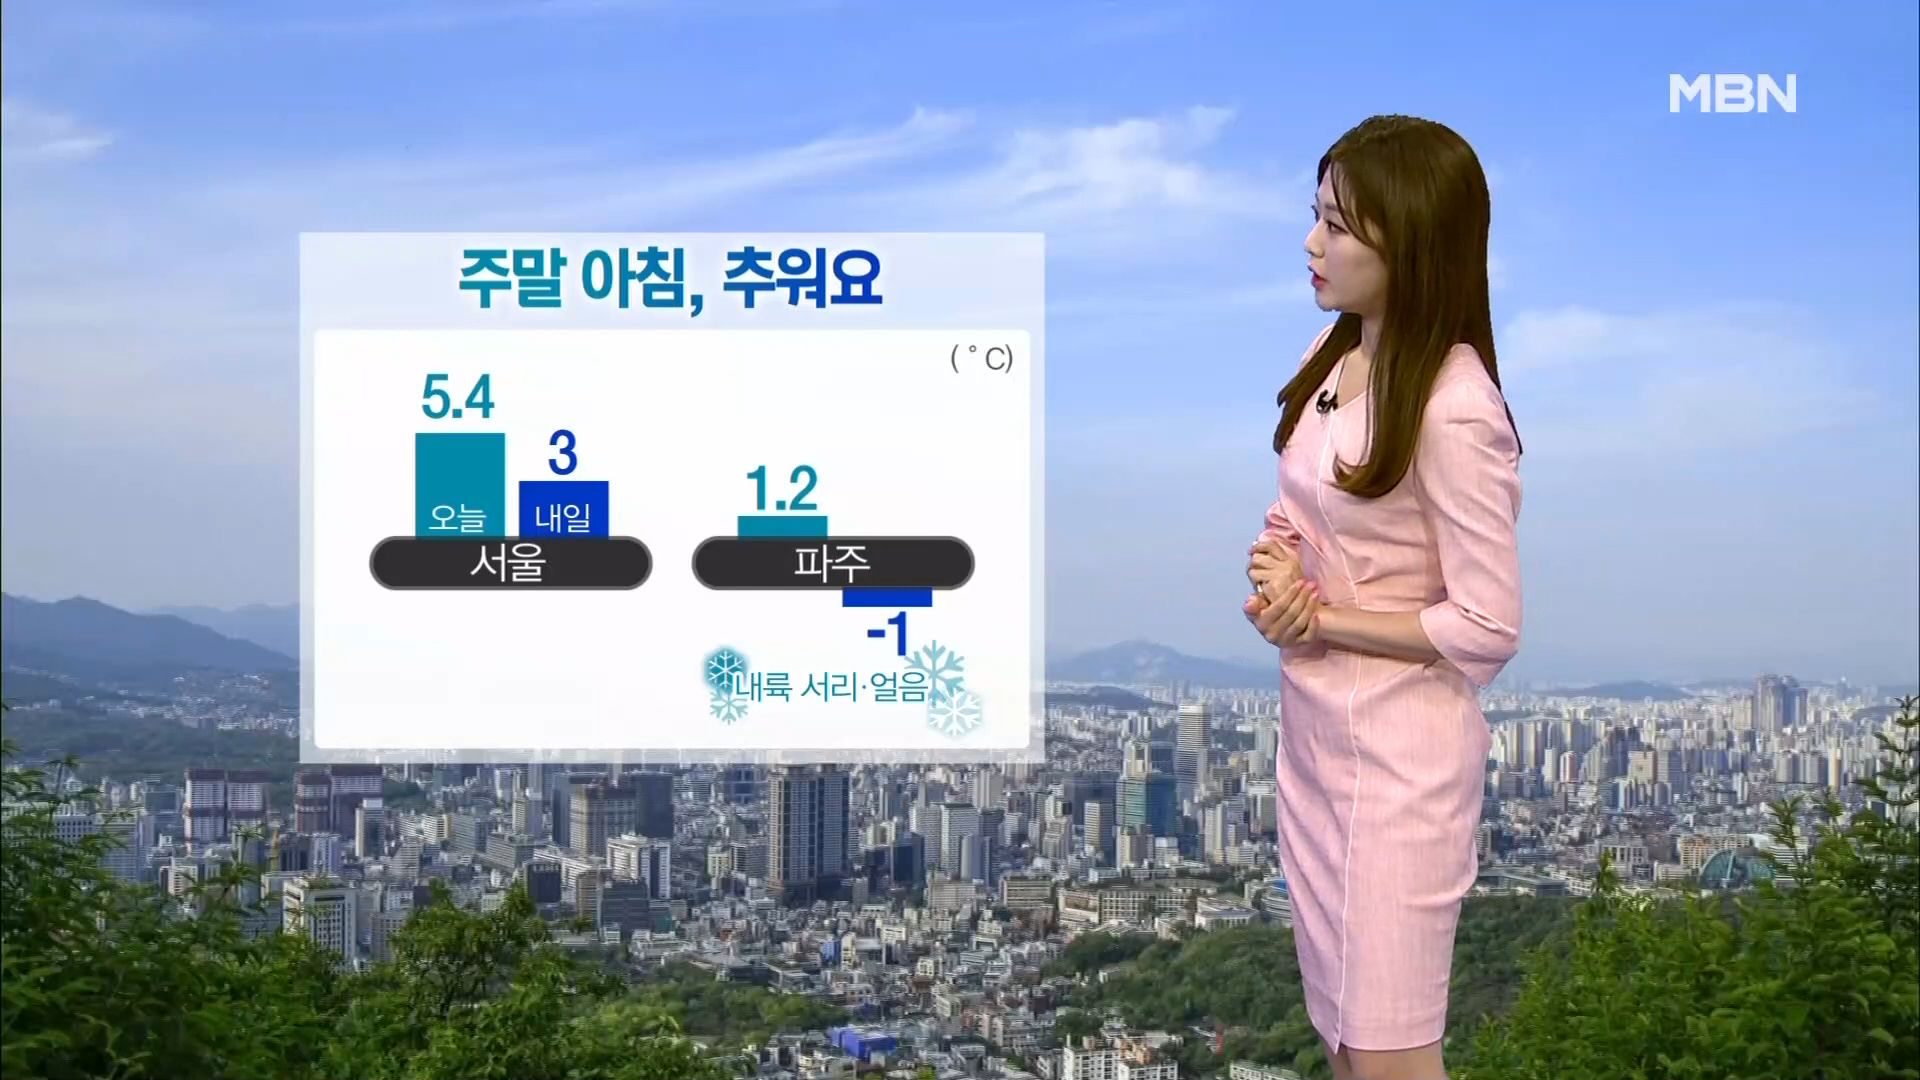 MBN
주말 아침, 추워요
(˚C)
5.4
3
1.2
오늘
내일
서울
파주
-1
내륙 서리·얼음